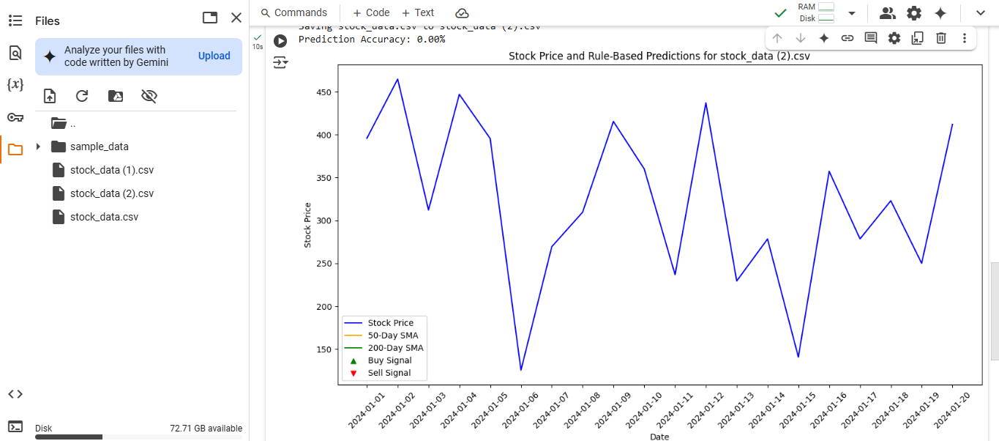 Files
Analyze your files with
code written by Gemini
Upload
{x}
..
sample_data
stock_data (1).csv
stock_data (2).csv
stock_data.csv
Disk
72.71 GB available
Commands
+ Code + Text
RAM
Disk
10s
Saving stock_data.csv to stock_data (2).csv
Prediction Accuracy: 0.00%
Stock Price and Rule-Based Predictions for stock_data (2).csv
Stock Price
450
400
350
300
250
200
150
Stock Price
50-Day SMA
200-Day SMA
Buy Signal
Sell Signal
2024-01-01
2024-01-02
2024-01-03
2024-01-04
2024-01-05
2024-01-06
2024-01-07
2024-01-08
2024-01-09
2024-01-10
2024-01-11
2024-01-12
2024-01-13
2024-01-14
2024-01-15
2024-01-16
2024-01-17
2024-01-18
2024-01-19
2024-01-20
Date